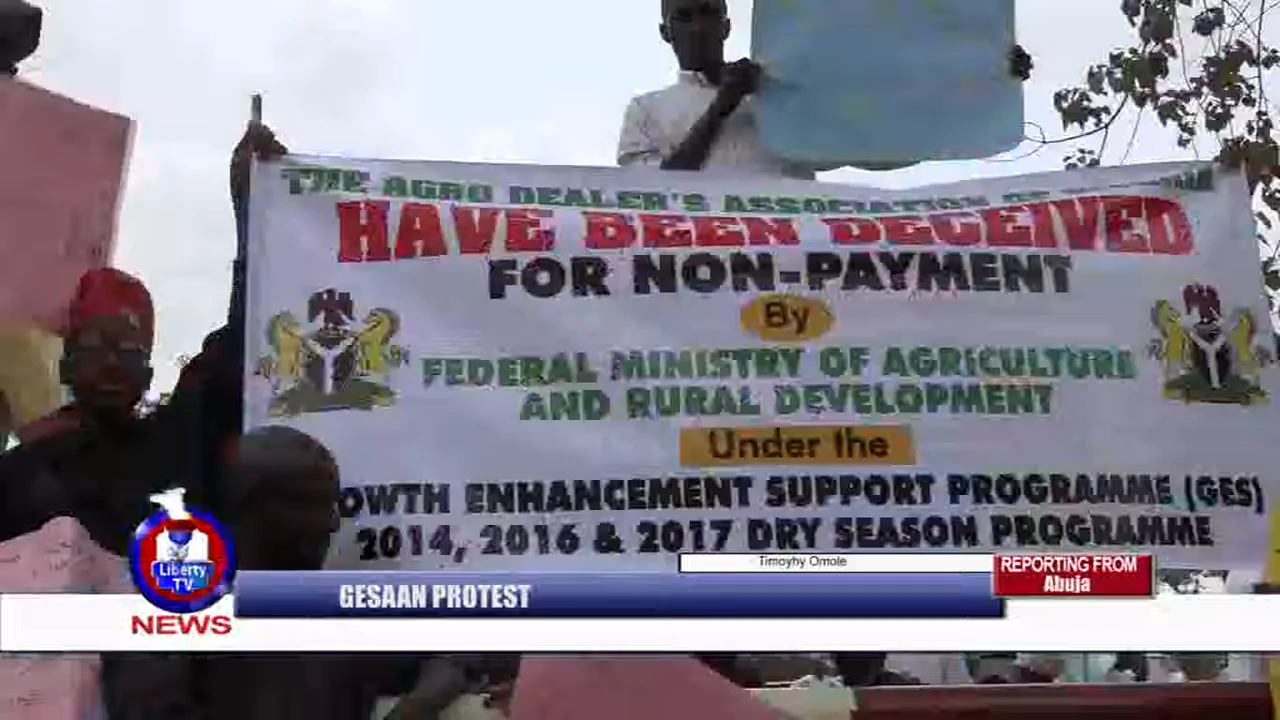 THE AGRO DEALER'S ASSOCIATION OF
HAVE BEEN DECEIVED
FOR NON-PAYMENT
By
FEDERAL MINISTRY OF AGRICULTURE
AND RURAL DEVELOPMENT
Under the
OWTH ENHANCEMENT SUPPORT PROGRAMME (GES)
2014, 2016 & 2017 DRY SEASON PROGRAMME
Timoyhy Omole
REPORTING FROM
Abuja
Liberty
TV
GESAAN PROTEST
NEWS